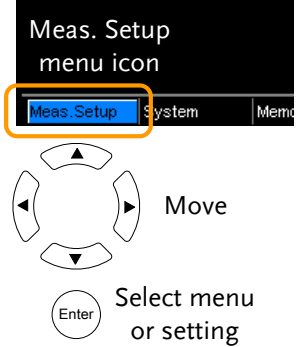 Meas. Setup
menu icon
Meas.Setup System
Move
Enter
Select menu
or setting